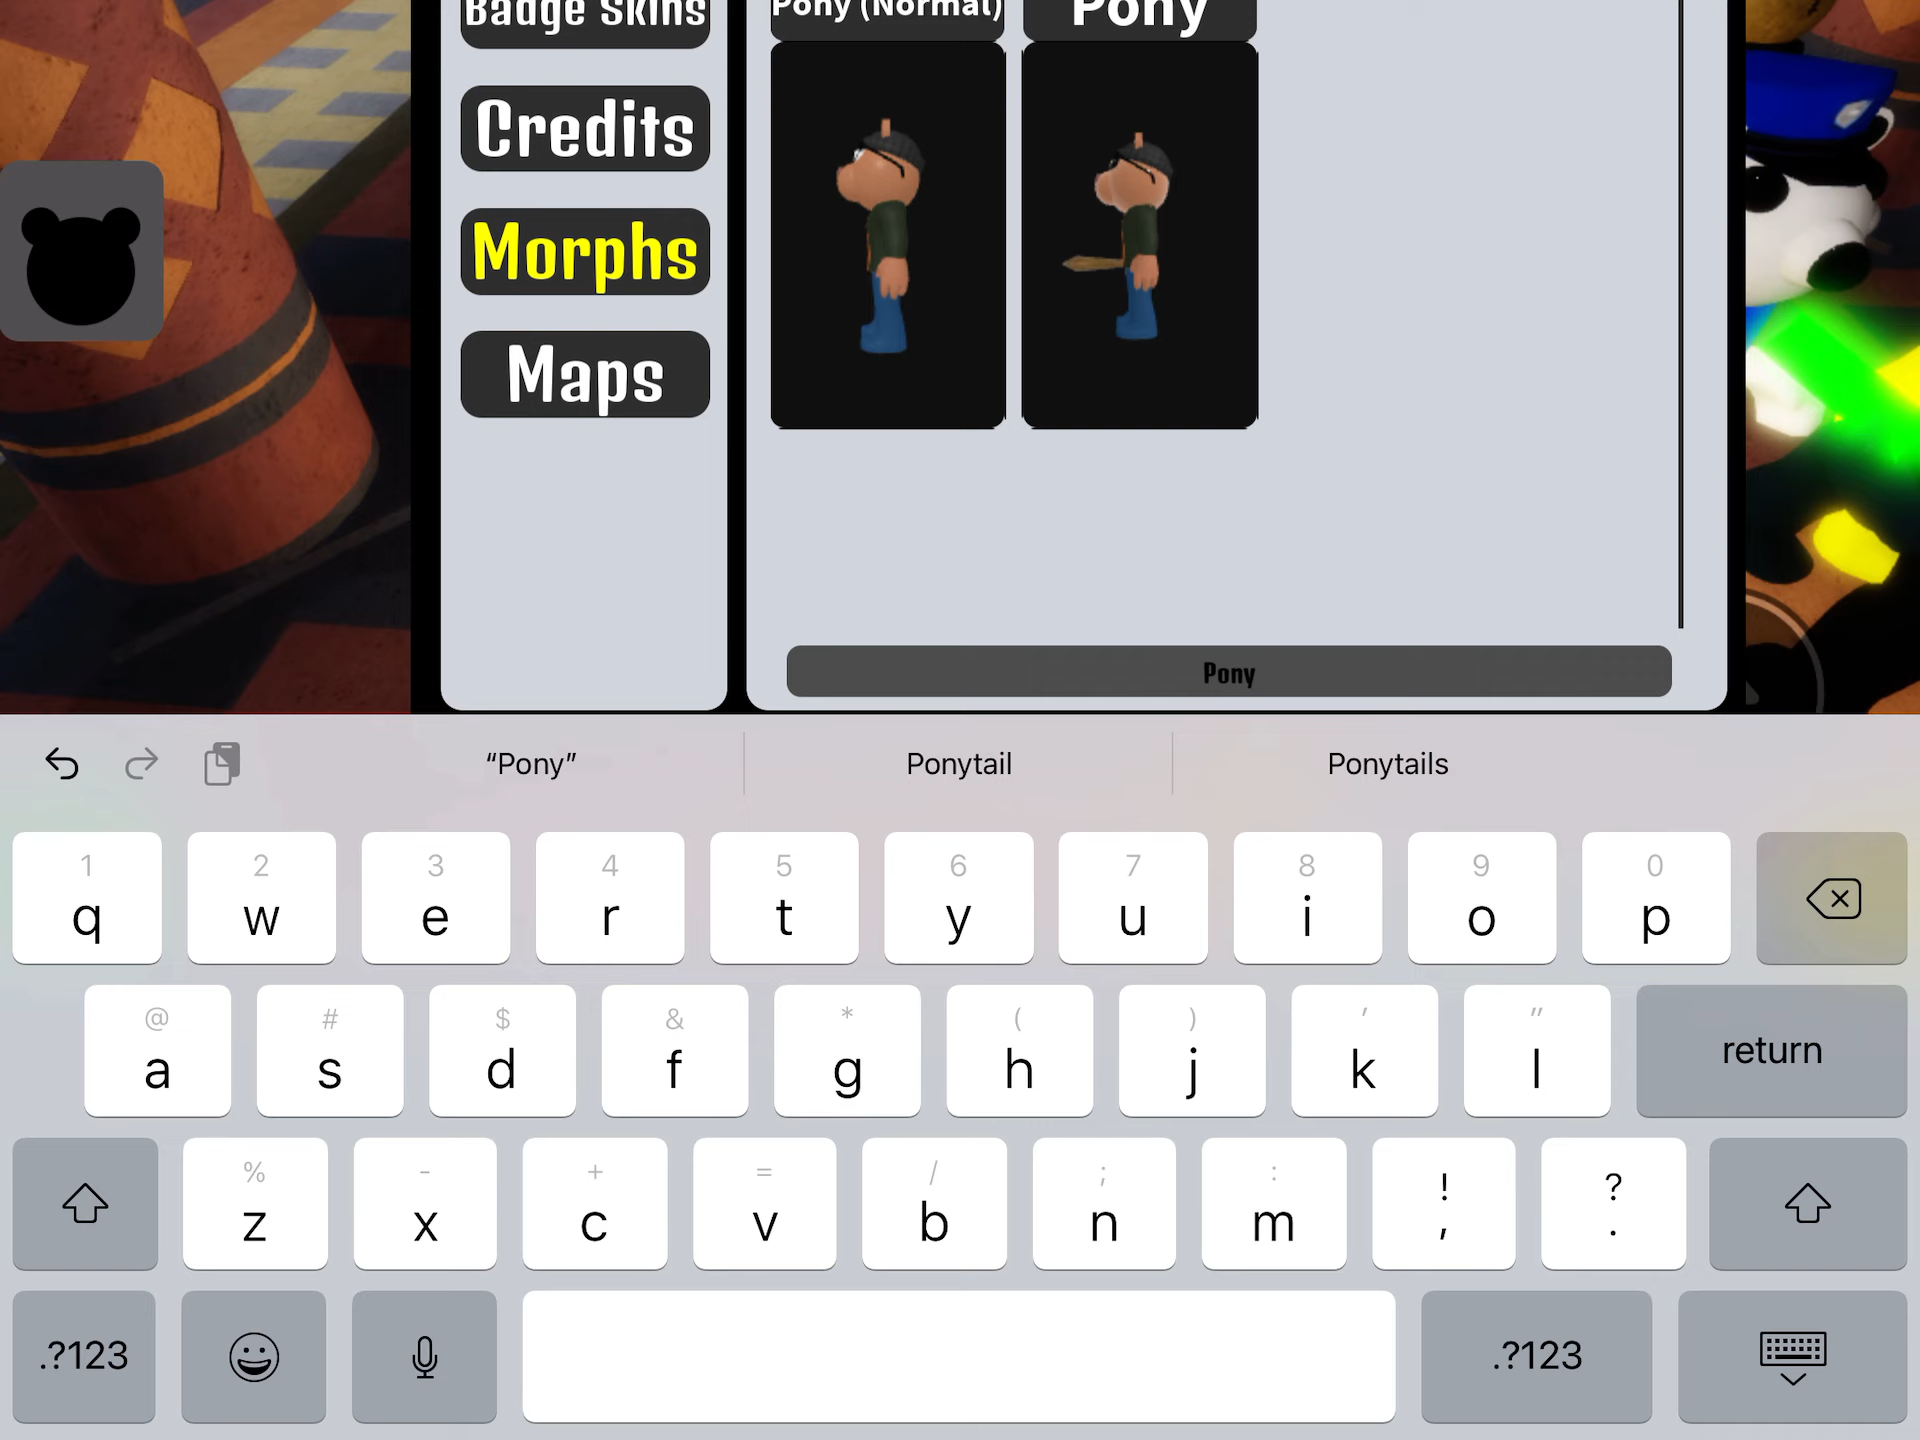 Badge Skins
Credits
Morphs
Maps
Pony (Normal)
Pony
Pony
“Pony”
Ponytail
Ponytails
1 2 3 4 5 6 7 8 9 0
q w e r t y u i o p
@ # $ & * ( ) ' "
a s d f g h j k l return
% - + = / ; : ! ?
z x c v b n m , .
.?123 .?123